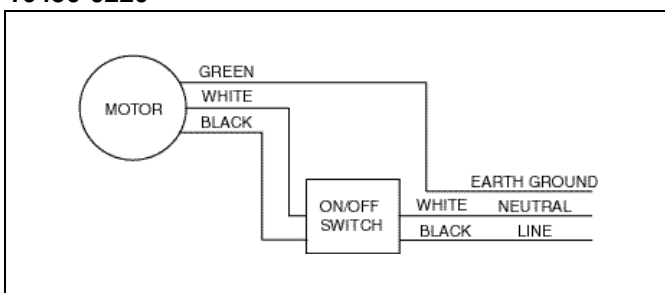 GREEN
WHITE
MOTOR
BLACK
EARTH GROUND
ON/OFF
SWITCH
WHITE NEUTRAL
BLACK LINE